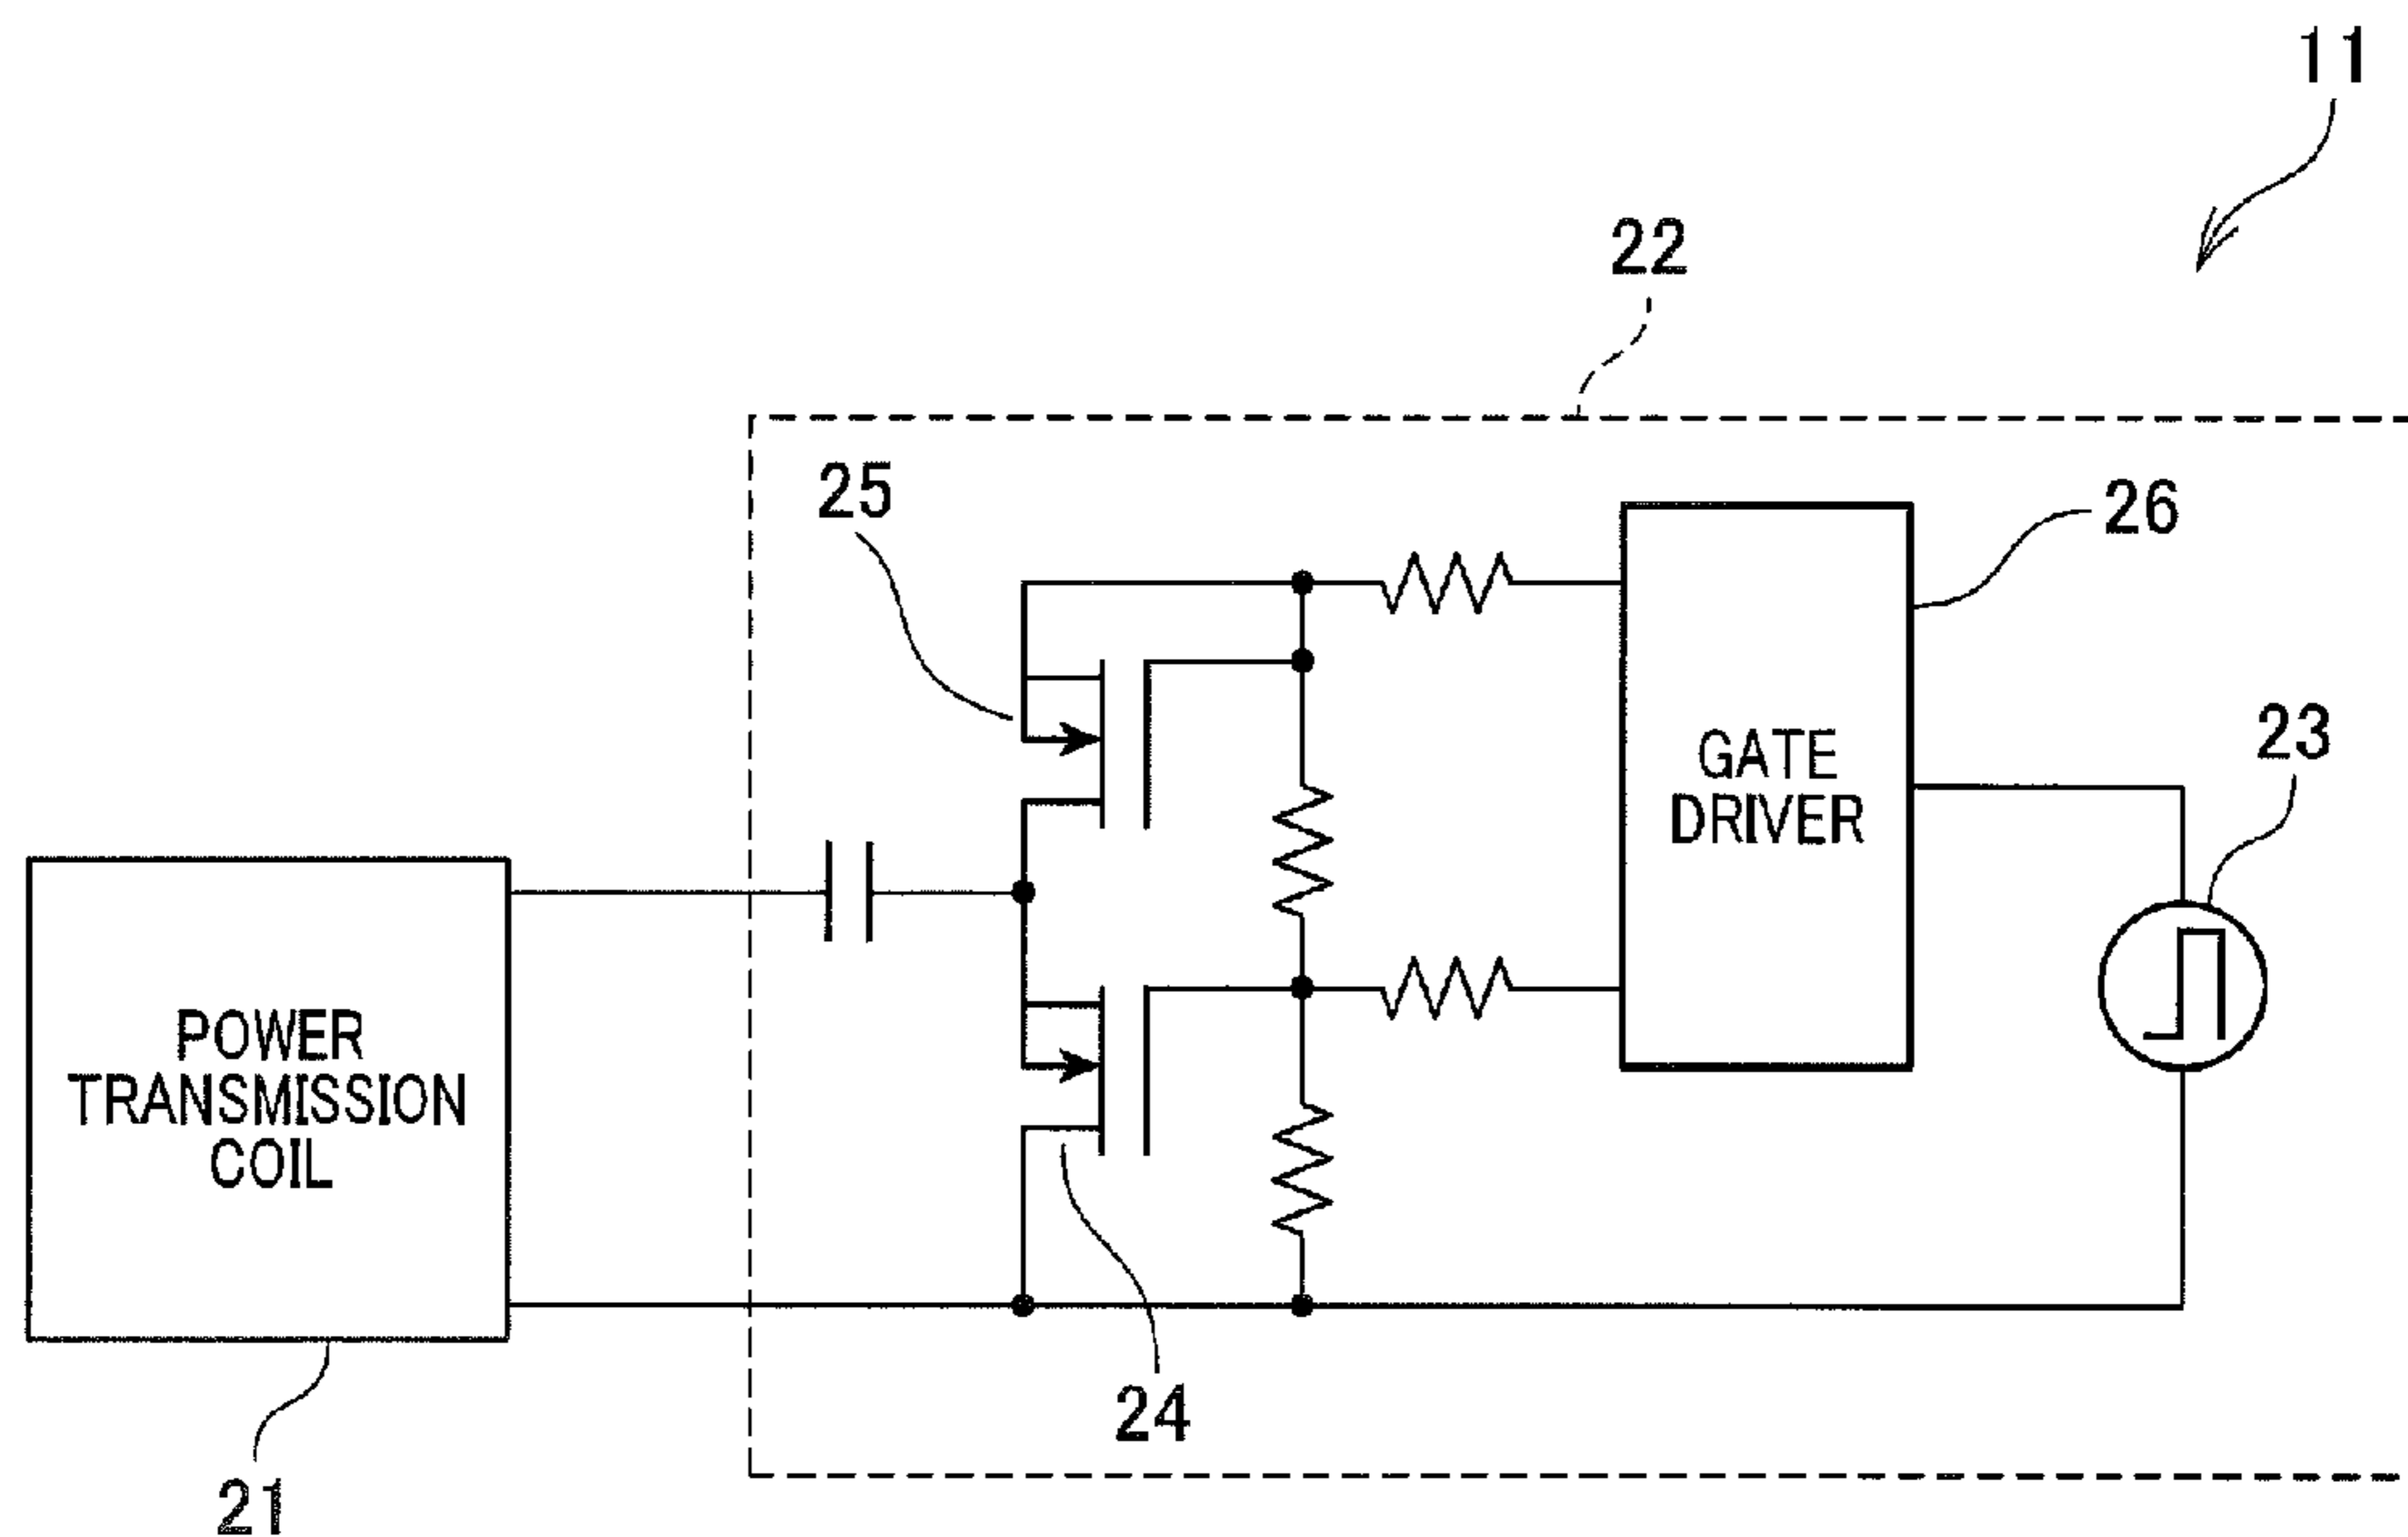 11
22
25
26
GATE
DRIVER
23
POWER
TRANSMISSION
COIL
24
21